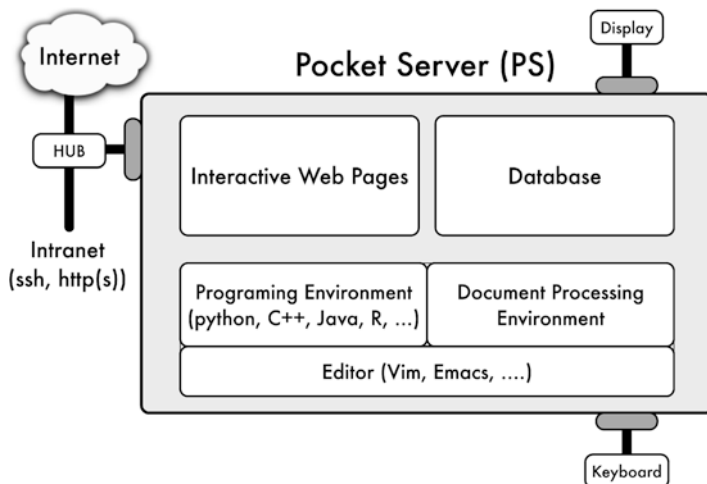 Display
Internet
Pocket Server (PS)
HUB
Interactive Web Pages
Database
Intranet
(ssh, http(s))
Programing Environment
(python, C++, Java, R, ...)
Document Processing
Environment
Editor (Vim, Emacs, ....)
Keyboard